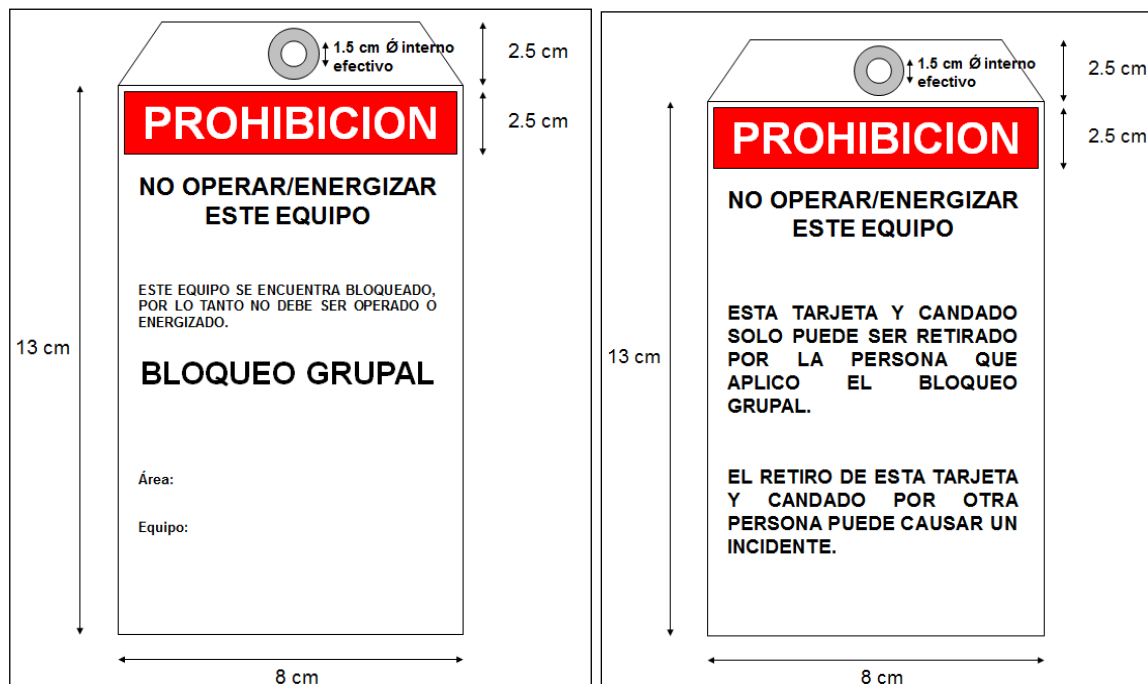 1.5 cm Ǿ interno
efectivo
2.5 cm
PROHIBICION
2.5 cm
NO OPERAR/ENERGIZAR
ESTE EQUIPO
ESTE EQUIPO SE ENCUENTRA BLOQUEADO,
POR LO TANTO NO DEBE SER OPERADO O
ENERGIZADO.
13 cm
BLOQUEO GRUPAL
Área:
Equipo:
8 cm
1.5 cm Ǿ interno
efectivo
2.5 cm
PROHIBICION
2.5 cm
NO OPERAR/ENERGIZAR
ESTE EQUIPO
ESTA TARJETA Y CANDADO
SOLO PUEDE SER RETIRADO
POR LA PERSONA QUE
APLICO EL BLOQUEO
GRUPAL.
13 cm
EL RETIRO DE ESTA TARJETA
Y CANDADO POR OTRA
PERSONA PUEDE CAUSAR UN
INCIDENTE.
8 cm